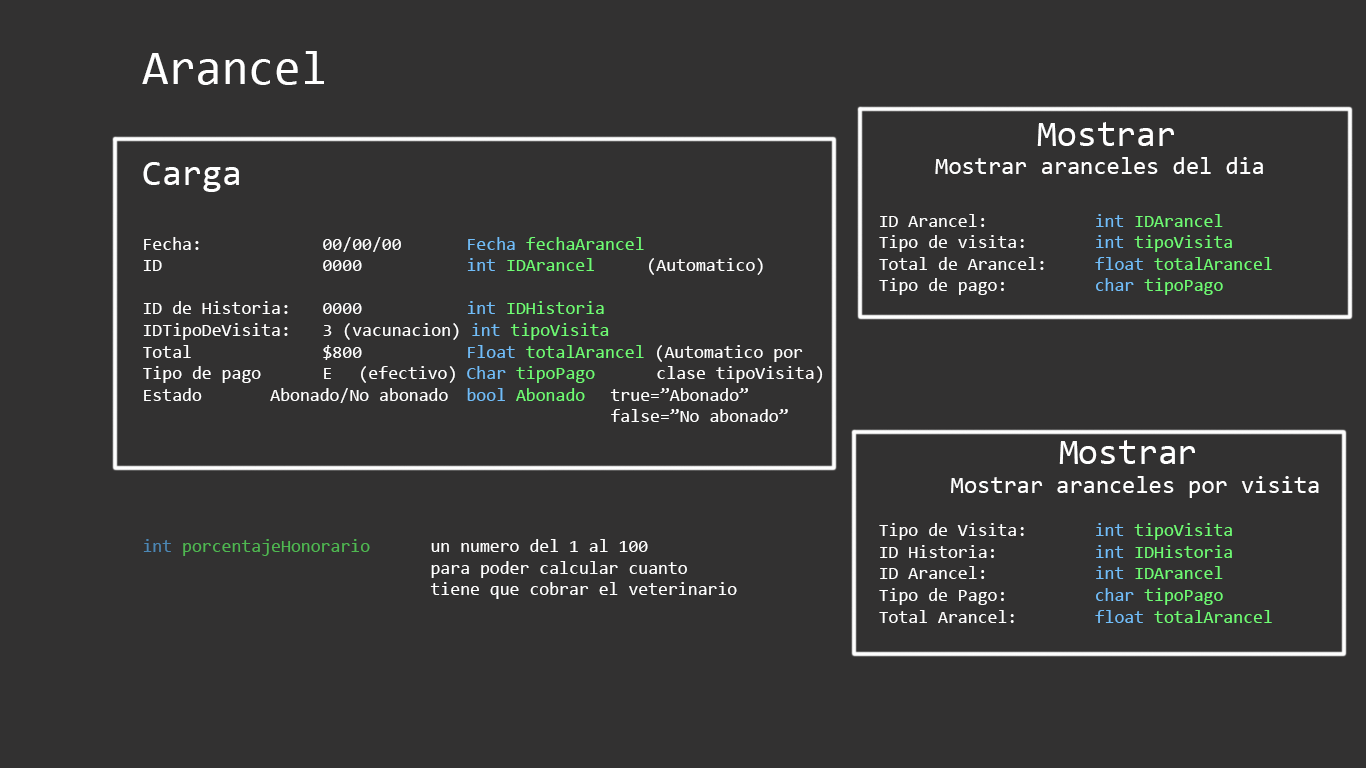 Arancel
Carga
Fecha: 00/00/00 Fecha fechaArancel
ID 0000 int IDArancel (Automatico)
ID de Historia: 0000 int IDHistoria
IDTipoDeVisita: 3 (vacunacion) int tipoVisita
Total $800 Float totalArancel (Automatico por
Tipo de pago E (efectivo) Char tipoPago clase tipoVisita)
Estado Abonado/No abonado bool Abonado true=”Abonado”
false=”No abonado”
int porcentajeHonorario un numero del 1 al 100
para poder calcular cuanto
tiene que cobrar el veterinario
Mostrar
Mostrar aranceles del dia
ID Arancel: int IDArancel
Tipo de visita: int tipoVisita
Total de Arancel: float totalArancel
Tipo de pago: char tipoPago
Mostrar
Mostrar aranceles por visita
Tipo de Visita: int tipoVisita
ID Historia: int IDHistoria
ID Arancel: int IDArancel
Tipo de Pago: char tipoPago
Total Arancel: float totalArancel